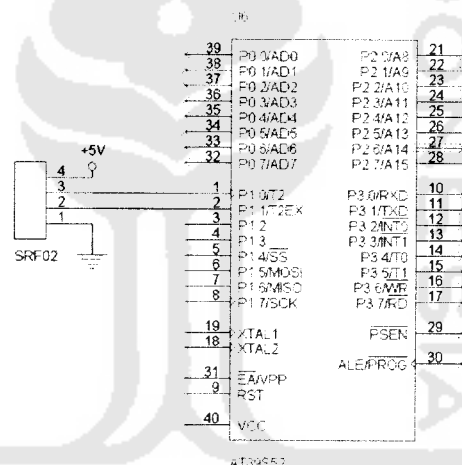 U6
39 P0.0/AD0 P2.0/A8 21
38 P0.1/AD1 P2.1/A9 22
37 P0.2/AD2 P2.2/A10 23
36 P0.3/AD3 P2.3/A11 24
35 P0.4/AD4 P2.4/A12 25
34 P0.5/AD5 P2.5/A13 26
33 P0.6/AD6 P2.6/A14 27
32 P0.7/AD7 P2.7/A15 28
+5V
4
3 1 P1.0/T2 P3.0/RXD 10
2 2 P1.1/T2EX P3.1/TXD 11
1 3 P1.2 P3.2/INT0 12
4 P1.3 P3.3/INT1 13
SRF02 5 P1.4/SS P3.4/T0 14
6 P1.5/MOSI P3.5/T1 15
7 P1.6/MISO P3.6/WR 16
8 P1.7/SCK P3.7/RD 17
19 XTAL1 PSEN 29
18 XTAL2
ALE/PROG 30
31 EA/VPP
9 RST
40 VCC